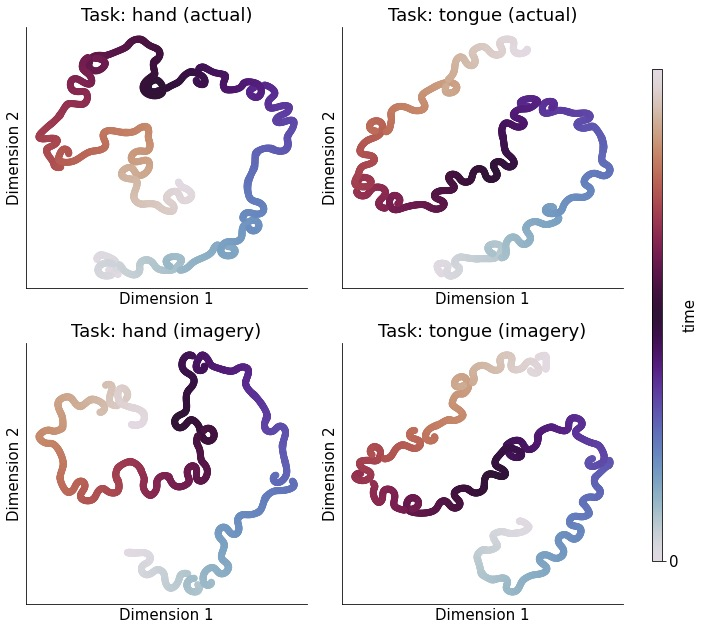 Task: hand (actual)
Task: tongue (actual)
Dimension 2
Dimension 1
Dimension 2
Dimension 1
Task: hand (imagery)
Task: tongue (imagery)
Dimension 2
Dimension 1
Dimension 2
Dimension 1
time
0